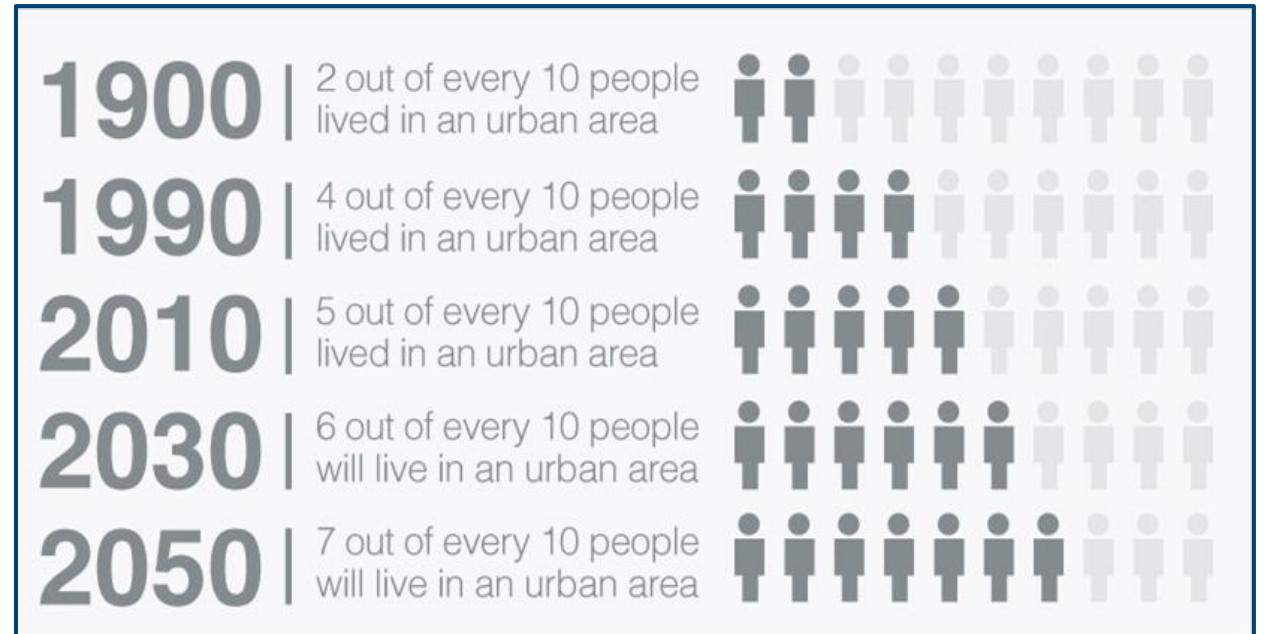 1900 | 2 out of every 10 people
lived in an urban area
1990 | 4 out of every 10 people
lived in an urban area
2010 | 5 out of every 10 people
lived in an urban area
2030 | 6 out of every 10 people
will live in an urban area
2050 | 7 out of every 10 people
will live in an urban area